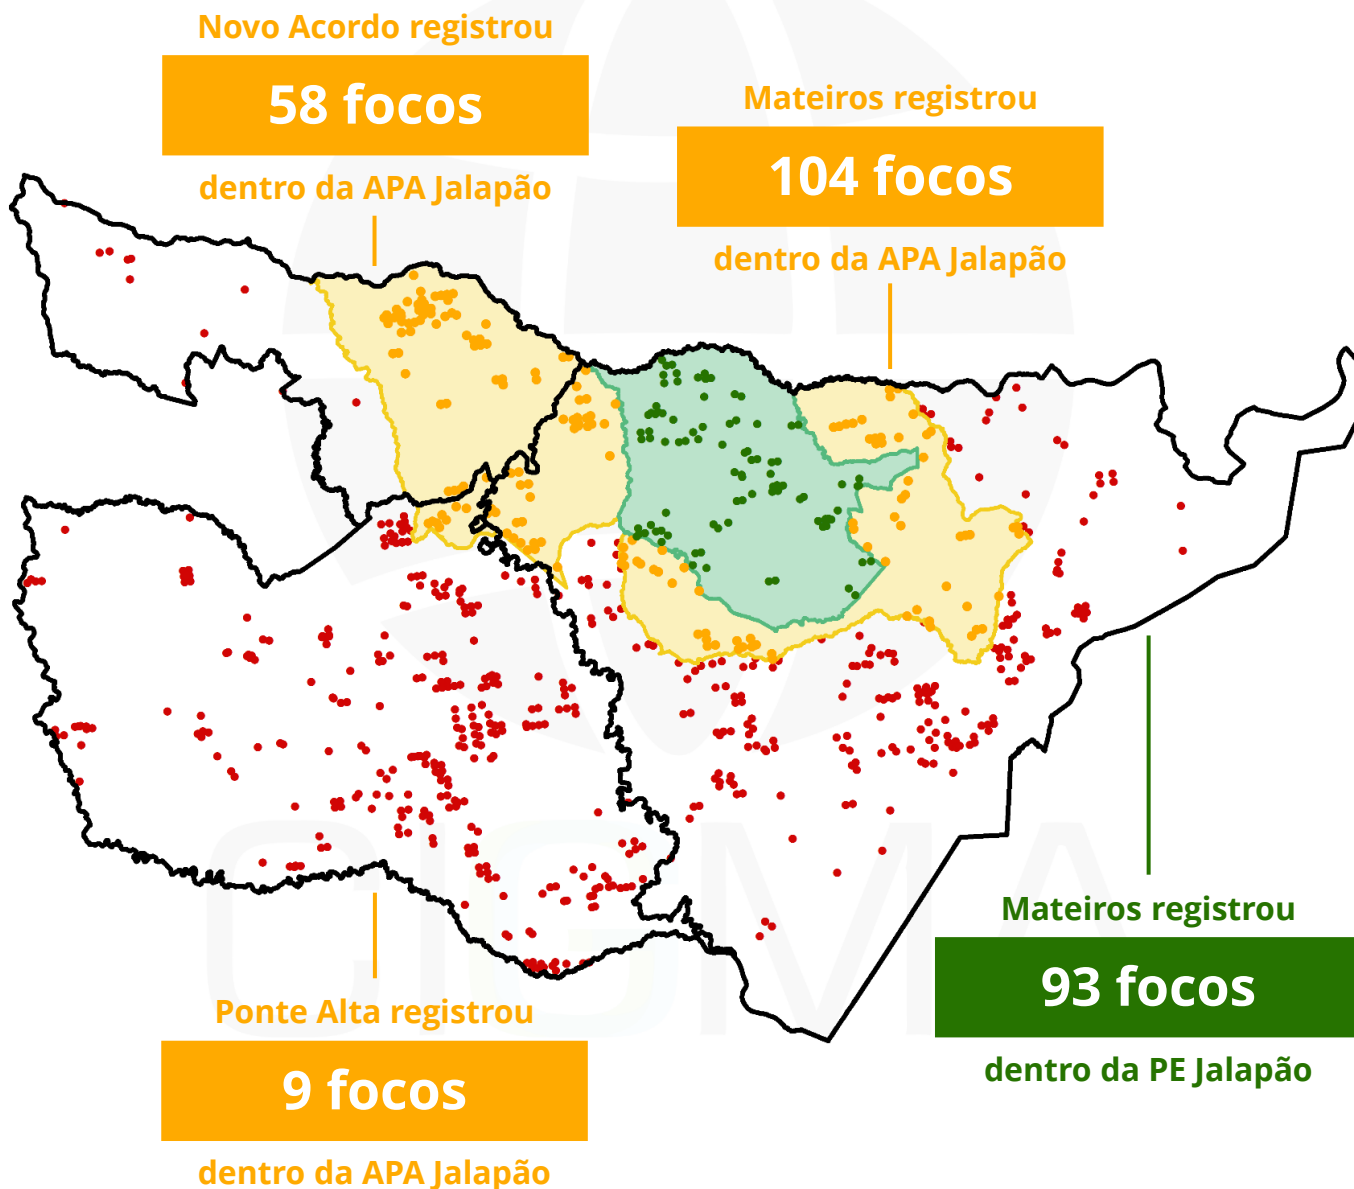 Novo Acordo registrou
58 focos
dentro da APA Jalapão
Mateiros registrou
104 focos
dentro da APA Jalapão
Mateiros registrou
93 focos
dentro da PE Jalapão
Ponte Alta registrou
9 focos
dentro da APA Jalapão
CIGMA